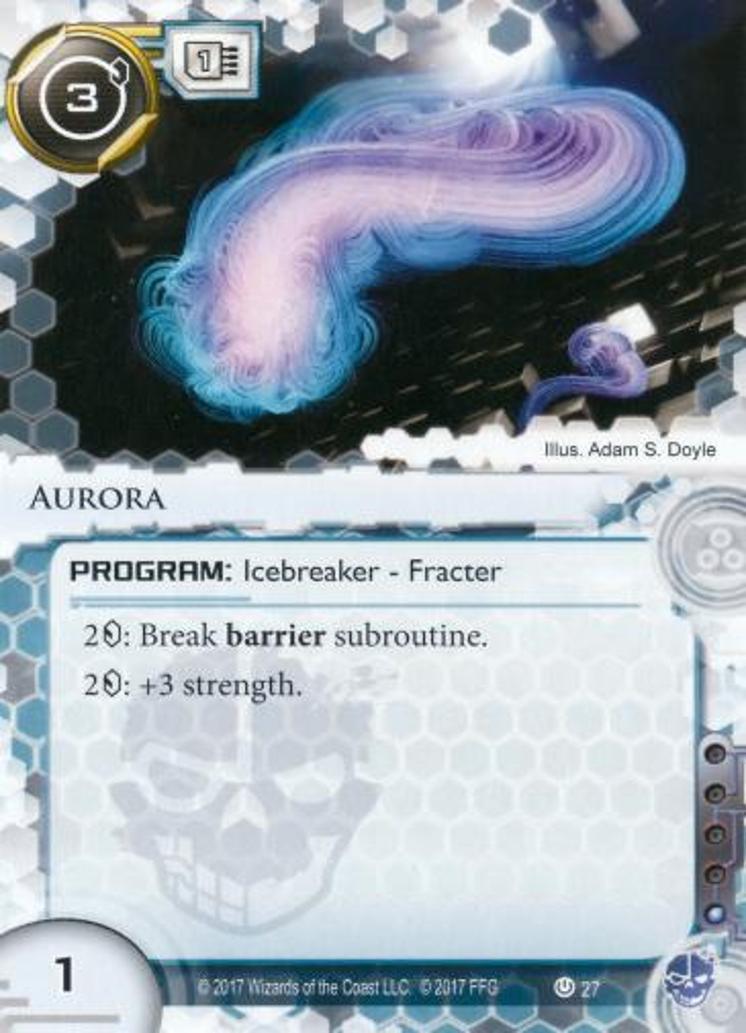 3
1
Illus. Adam S. Doyle
AURORA
PROGRAM: Icebreaker - Fracter
2: Break barrier subroutine.
2: +3 strength.
1
© 2017 Wizards of the Coast LLC. © 2017 FFG 27